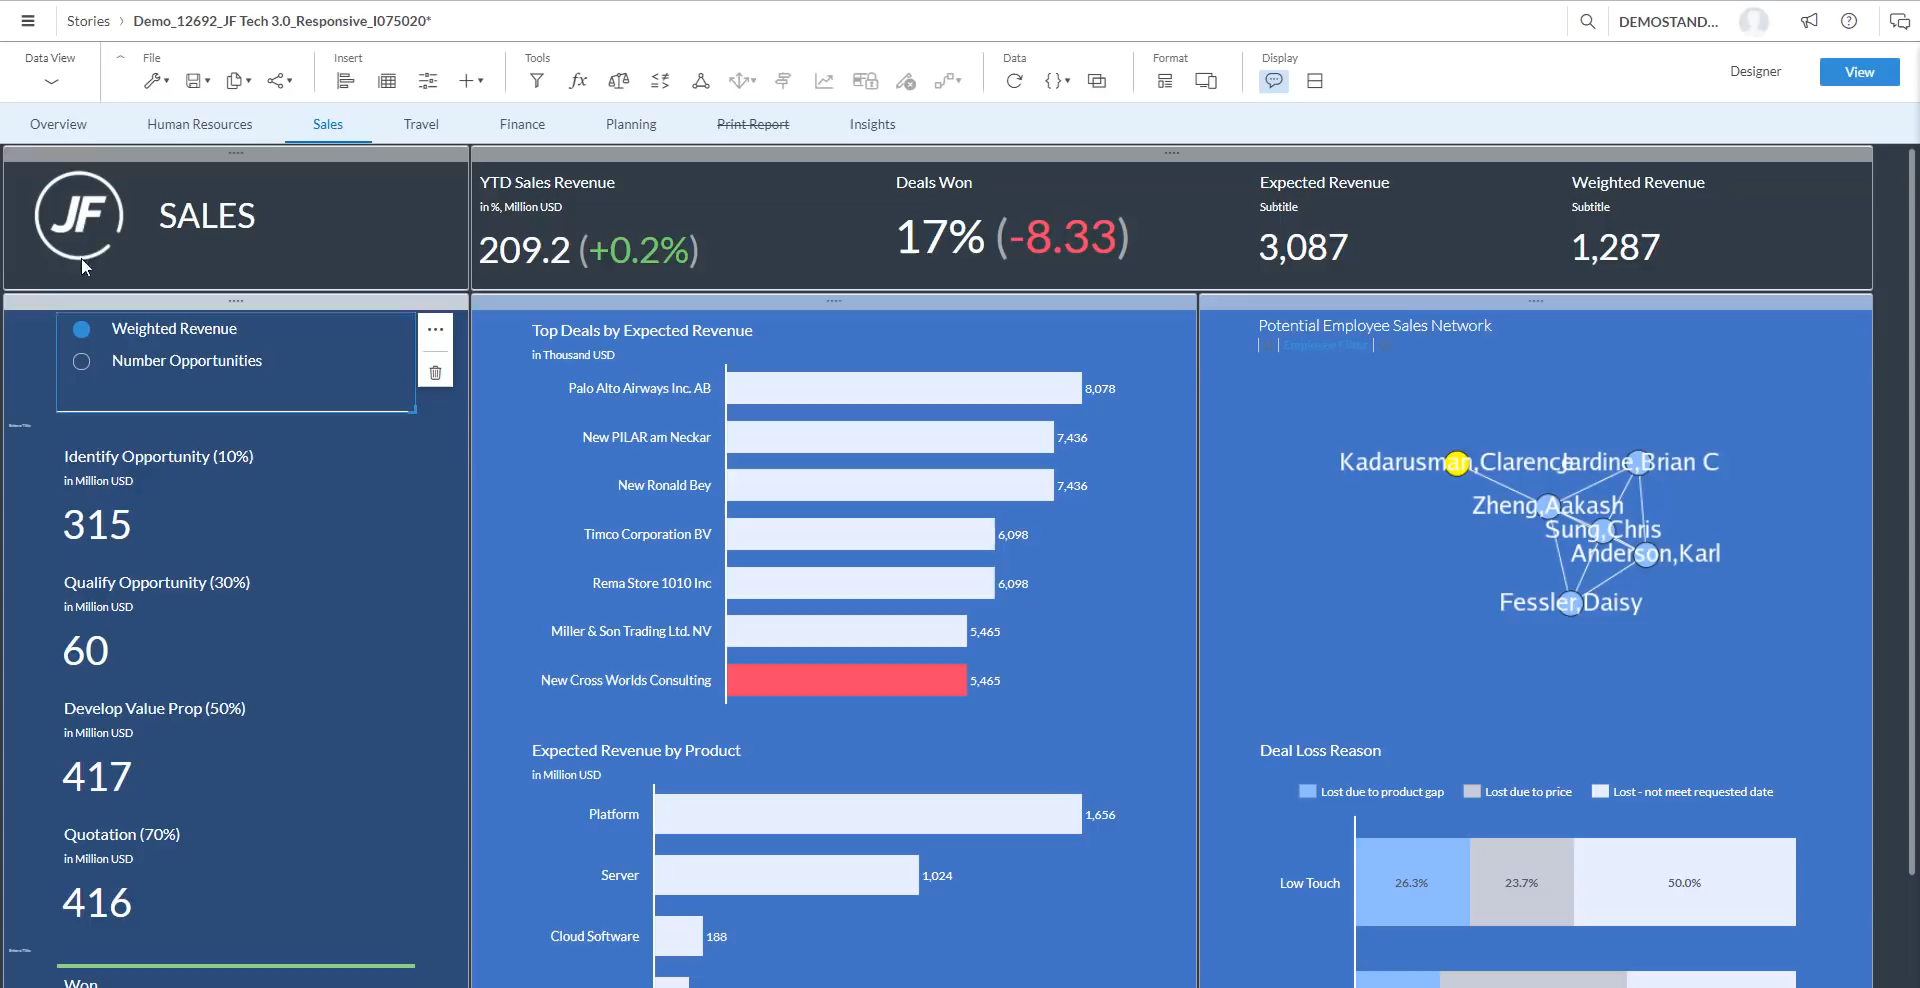 Stories › Demo_12692_JF Tech 3.0_Responsive_I075020*
DEMOSTAND...
Data View
File
Insert
Tools
Data
Format
Display
Designer
View
Overview
Human Resources
Sales
Travel
Finance
Planning
Print Report
Insights
JF
SALES
YTD Sales Revenue
in %, Million USD
209.2 (+0.2%)
Deals Won
17% (-8.33)
Expected Revenue
Subtitle
3,087
Weighted Revenue
Subtitle
1,287
Weighted Revenue
Number Opportunities
Identify Opportunity (10%)
in Million USD
315
Qualify Opportunity (30%)
in Million USD
60
Develop Value Prop (50%)
in Million USD
417
Quotation (70%)
in Million USD
416
Won
Top Deals by Expected Revenue
in Thousand USD
Palo Alto Airways Inc. AB 8,078
New PILAR am Neckar 7,436
New Ronald Bey 7,436
Timco Corporation BV 6,098
Rema Store 1010 Inc 6,098
Miller & Son Trading Ltd. NV 5,465
New Cross Worlds Consulting 5,465
Expected Revenue by Product
in Million USD
Platform 1,656
Server 1,024
Cloud Software 188
Potential Employee Sales Network
Employee Filter
Kadarusman,Clarence
Jardine,Brian C
Zheng,Aakash
Sung,Chris
Anderson,Karl
Fessler,Daisy
Deal Loss Reason
Lost due to product gap
Lost due to price
Lost - not meet requested date
Low Touch 26.3% 23.7% 50.0%